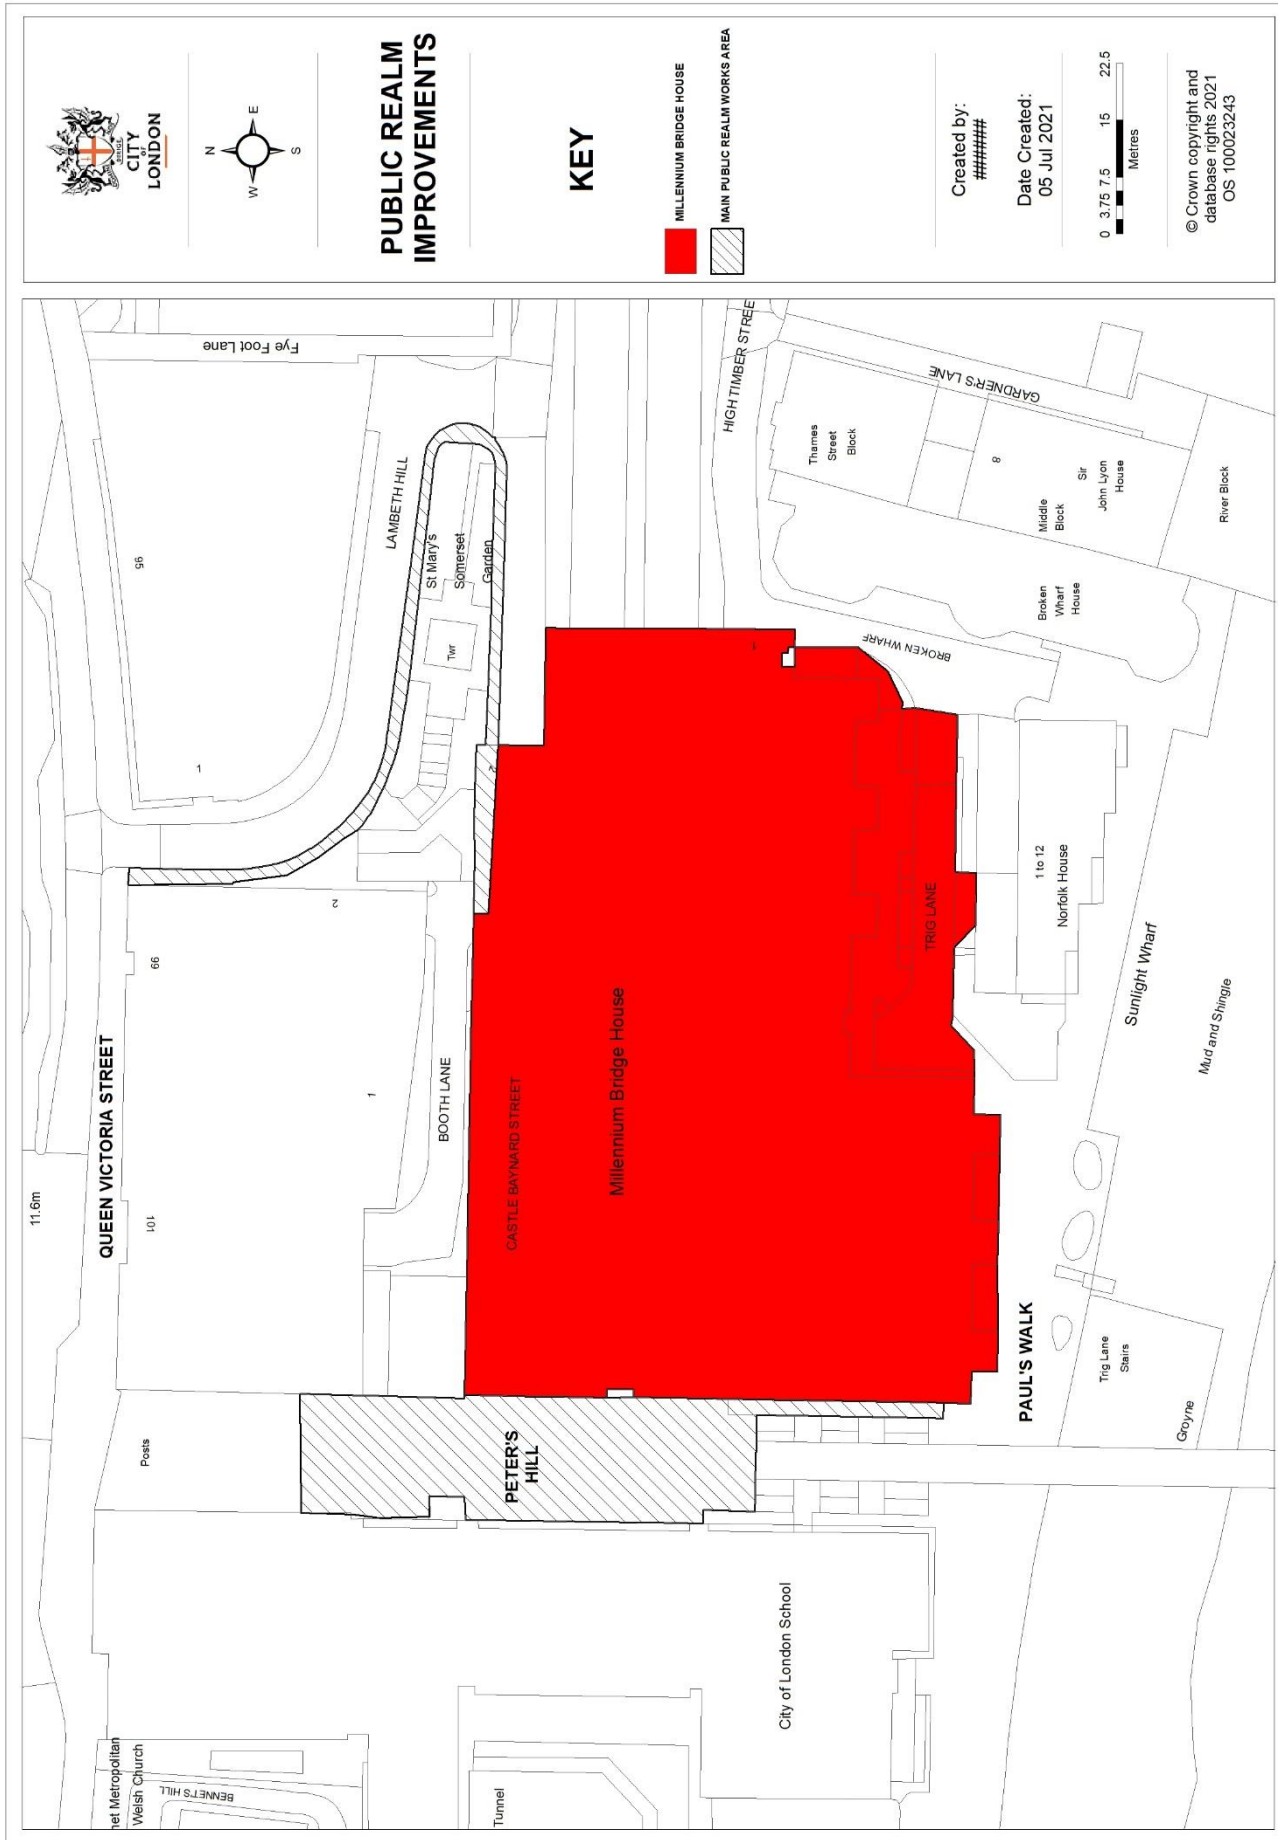 CITY
OF
LONDON
N
E
S
W
PUBLIC REALM
IMPROVEMENTS
KEY
MILLENNIUM BRIDGE HOUSE
MAIN PUBLIC REALM WORKS AREA
Created by:
######
Date Created:
05 Jul 2021
0 3.75 7.5 15 22.5
Metres
© Crown copyright and
database rights 2021
OS 100023243
11.6m
QUEEN VICTORIA STREET
Posts
101
99
95
1
1
2
Fye Foot Lane
LAMBETH HILL
St Mary's
Somerset
Garden
Twr
2
BOOTH LANE
CASTLE BAYNARD STREET
Millennium Bridge House
1
TRIG LANE
PETER'S
HILL
PAUL'S WALK
HIGH TIMBER STREE
GARDNER'S LANE
Thames
Street
Block
8
Sir
John Lyon
House
Middle
Block
River Block
Broken
Wharf
House
BROKEN WHARF
1 to 12
Norfolk House
Sunlight Wharf
Mud and Shingle
Trig Lane
Stairs
Groyne
City of London School
net Metropolitan
Welsh Church
BENNET'S HILL
Tunnel